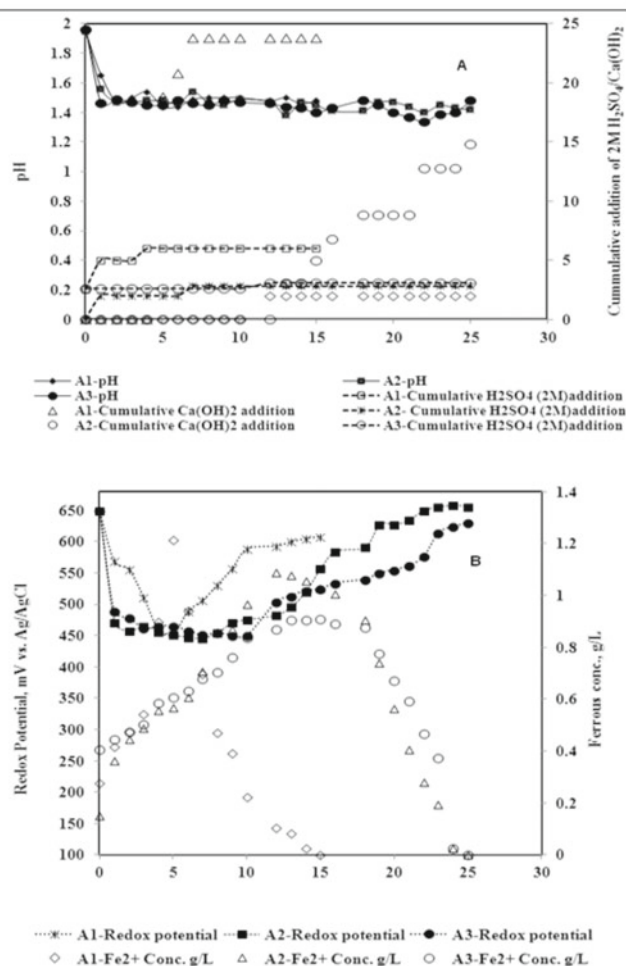 2
1.8
1.6
1.4
1.2
1
0.8
0.6
0.4
0.2
0
pH
A
25
20
15
10
5
0
Cummulative addition of 2M H₂SO₄/Ca(OH)₂
0 5 10 15 20 25 30
A1-pH A2-pH
A3-pH A1-Cumulative H2SO4 (2M)addition
A1-Cumulative Ca(OH)2 addition A2- Cumulative H2SO4 (2M)addition
A2-Cumulative Ca(OH)2 addition A3-Cumulative H2SO4 (2M)addition
650
600
550
500
450
400
350
300
250
200
150
100
Redox Potential, mV vs. Ag/AgCl
B
1.4
1.2
1
0.8
0.6
0.4
0.2
0
Ferrous conc., g/L
0 5 10 15 20 25 30
A1-Redox potential A2-Redox potential A3-Redox potential
A1-Fe2+ Conc. g/L A2-Fe2+ Conc. g/L A3-Fe2+ Conc. g/L